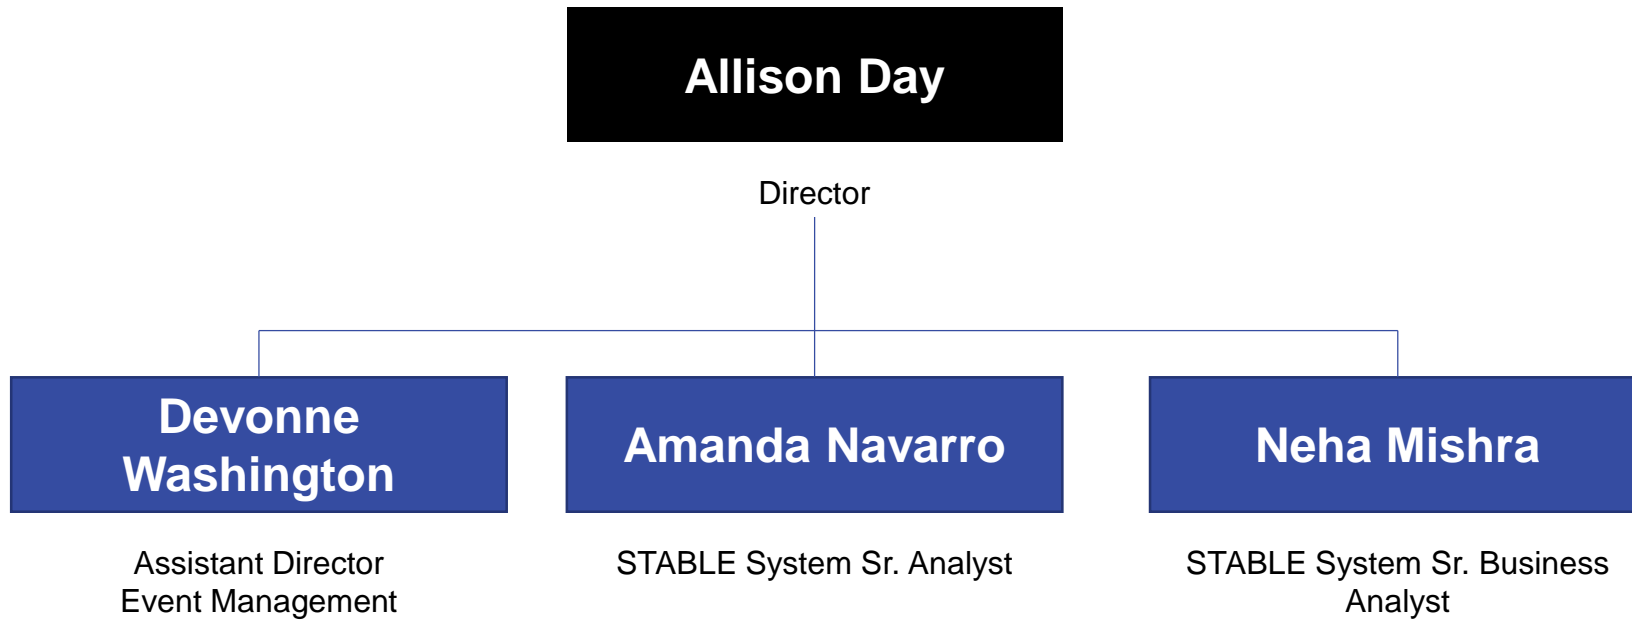 Allison Day
Director
Devonne
Washington
Amanda Navarro
Neha Mishra
Assistant Director
Event Management
STABLE System Sr. Analyst
STABLE System Sr. Business
Analyst